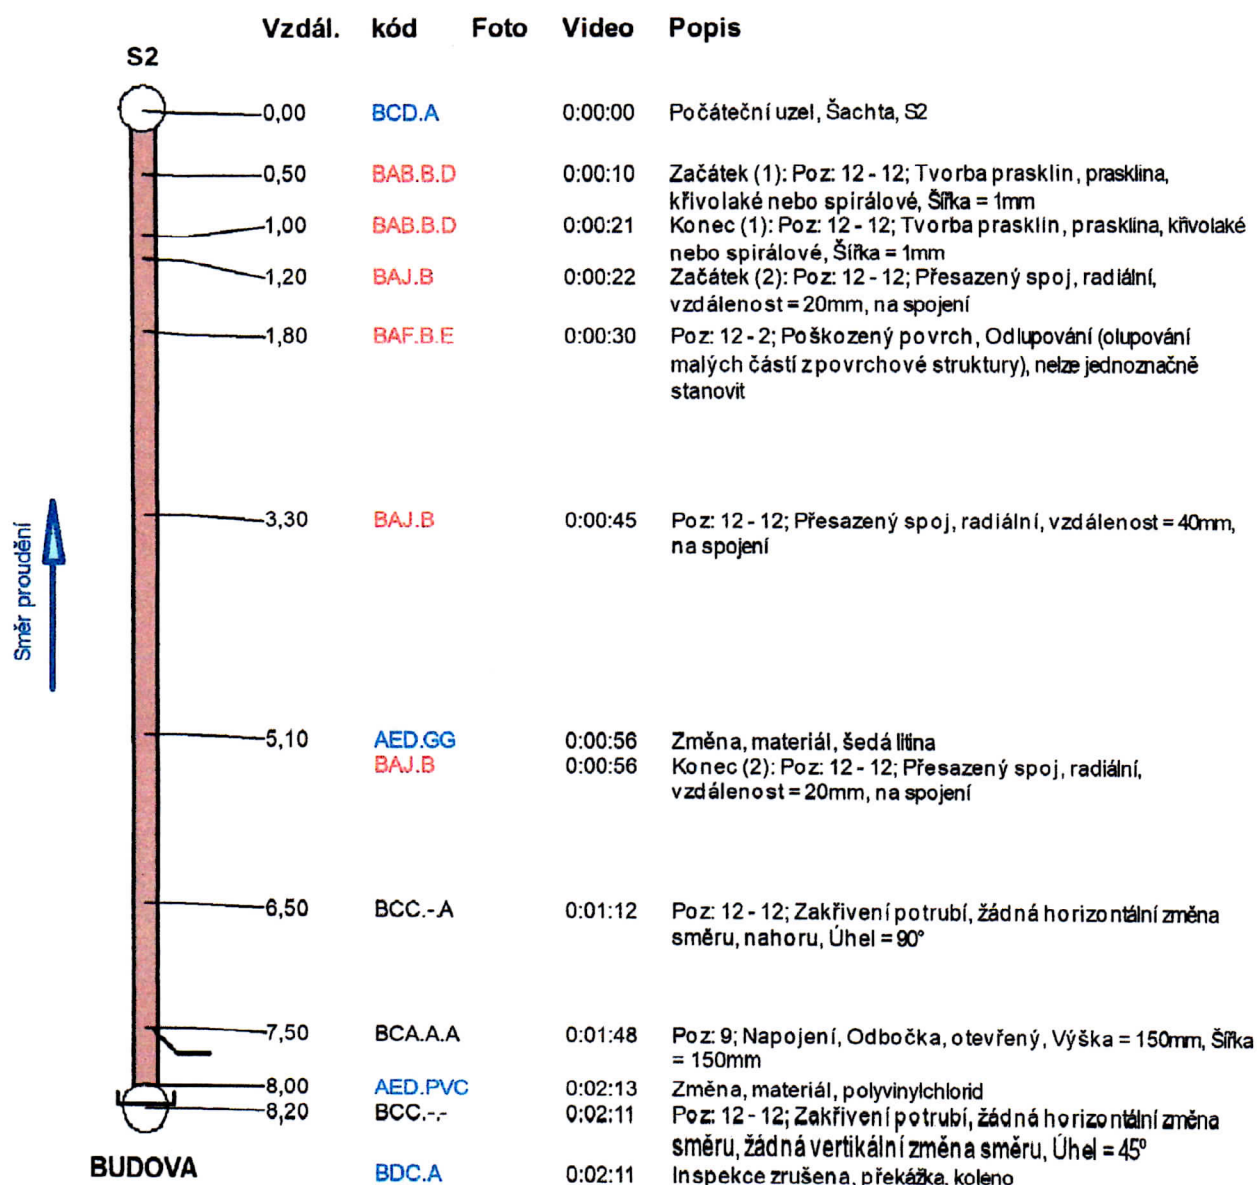 Vzdál. kód Foto Video Popis
S2
0,00 BCD.A 0:00:00 Počáteční uzel, Šachta, S2
0,50 BAB.B.D 0:00:10 Začátek (1): Poz: 12 - 12; Tvorba prasklin, prasklina,
křivolaké nebo spirálové, Šířka = 1mm
1,00 BAB.B.D 0:00:21 Konec (1): Poz: 12 - 12; Tvorba prasklin, prasklina, křivolaké
nebo spirálové, Šířka = 1mm
1,20 BAJ.B 0:00:22 Začátek (2): Poz: 12 - 12; Přesazený spoj, radiální,
vzdálenost = 20mm, na spojení
1,80 BAF.B.E 0:00:30 Poz: 12 - 2; Poškozený povrch, Odlupování (olupování
malých částí z povrchové struktury), nelze jednoznačně
stanovit
3,30 BAJ.B 0:00:45 Poz: 12 - 12; Přesazený spoj, radiální, vzdálenost = 40mm,
na spojení
Směr proudění
5,10 AED.GG 0:00:56 Změna, materiál, šedá litina
BAJ.B 0:00:56 Konec (2): Poz: 12 - 12; Přesazený spoj, radiální,
vzdálenost = 20mm, na spojení
6,50 BCC.-.A 0:01:12 Poz: 12 - 12; Zakřivení potrubí, žádná horizontální změna
směru, nahoru, Úhel = 90°
7,50 BCA.A.A 0:01:48 Poz: 9; Napojení, Odbočka, otevřený, Výška = 150mm, Šířka
= 150mm
8,00 AED.PVC 0:02:13 Změna, materiál, polyvinylchlorid
8,20 BCC.-.- 0:02:11 Poz: 12 - 12; Zakřivení potrubí, žádná horizontální změna
směru, žádná vertikální změna směru, Úhel = 45°
BUDOVA
BDC.A 0:02:11 Inspekce zrušena, překážka, koleno